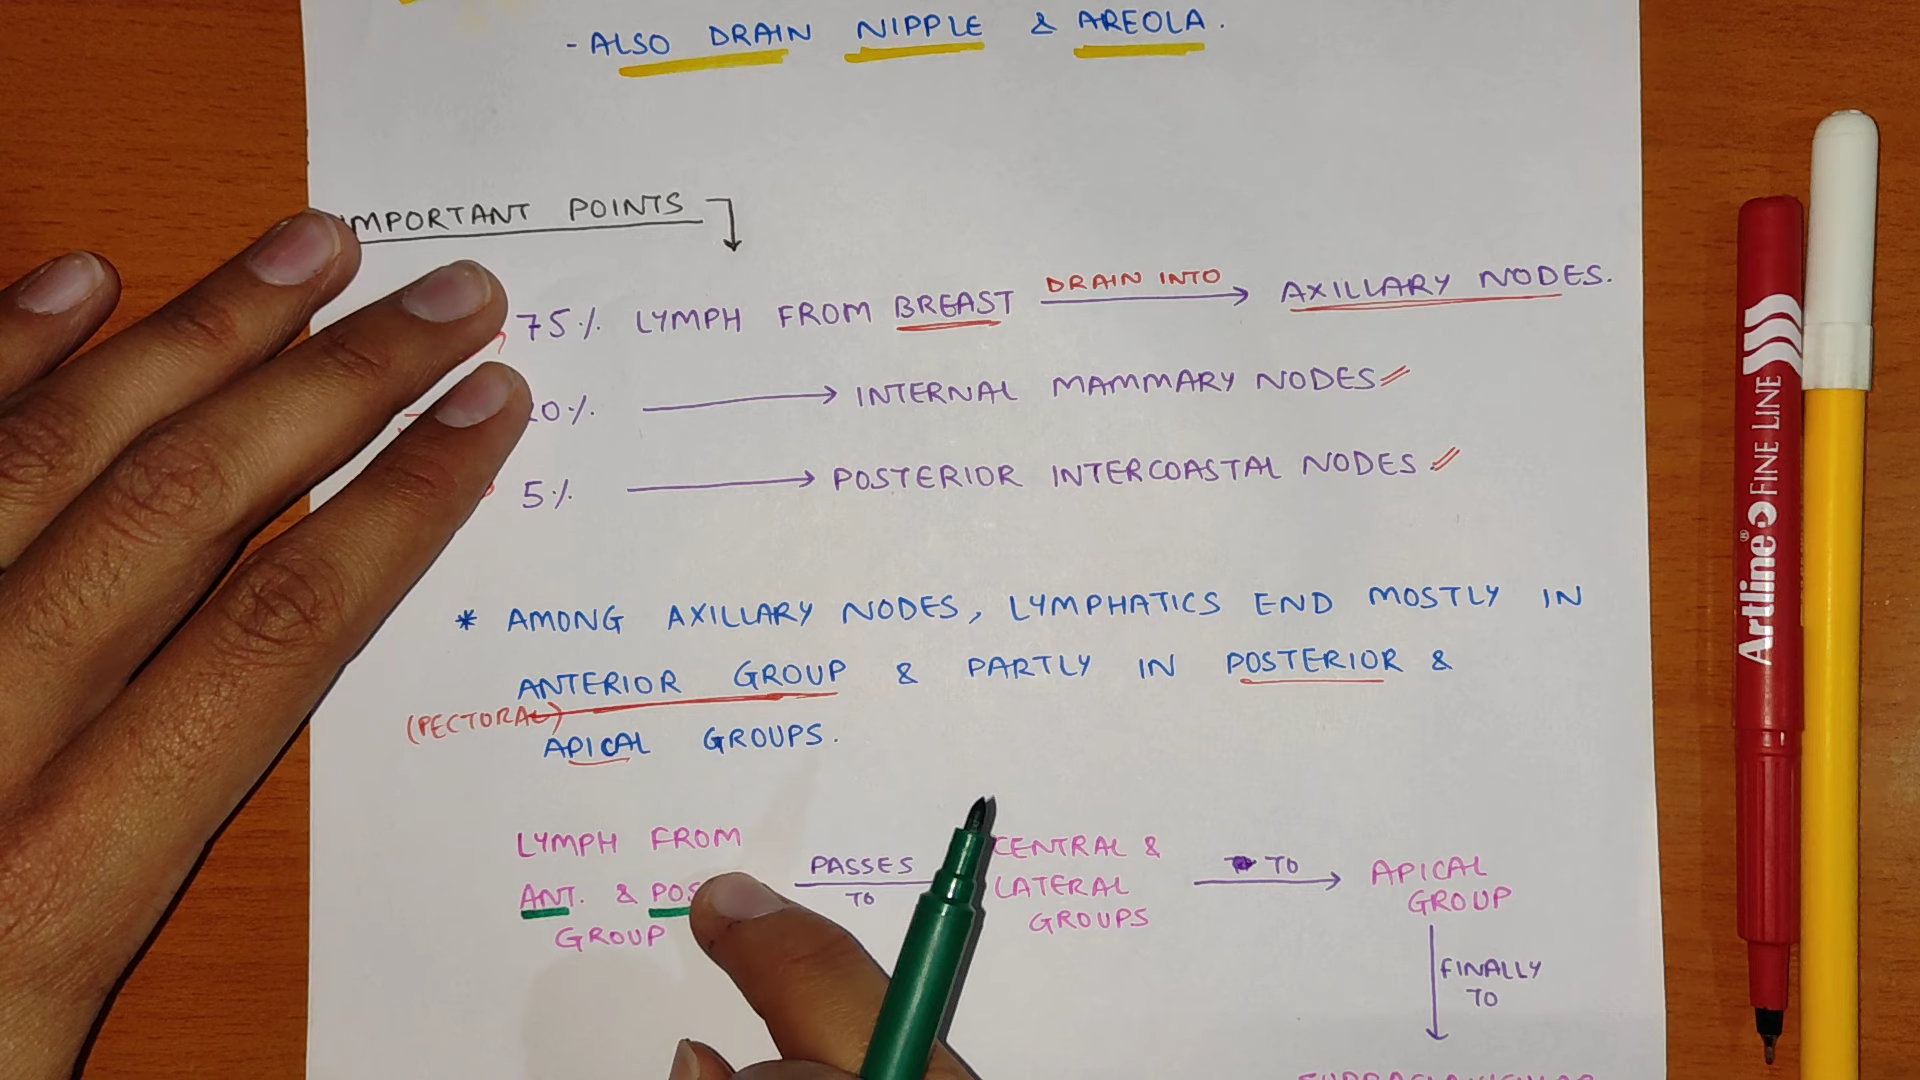 - ALSO DRAIN NIPPLE & AREOLA.
IMPORTANT POINTS
75% LYMPH FROM BREAST DRAIN INTO AXILLARY NODES.
20% INTERNAL MAMMARY NODES
5% POSTERIOR INTERCOASTAL NODES
* AMONG AXILLARY NODES, LYMPHATICS END MOSTLY IN
ANTERIOR GROUP & PARTLY IN POSTERIOR &
(PECTORAL)
APICAL GROUPS.
LYMPH FROM
ANT. & POS
GROUP
PASSES
TO
CENTRAL &
LATERAL
GROUPS
TO
APICAL
GROUP
FINALLY
TO
Artline FINE LINE